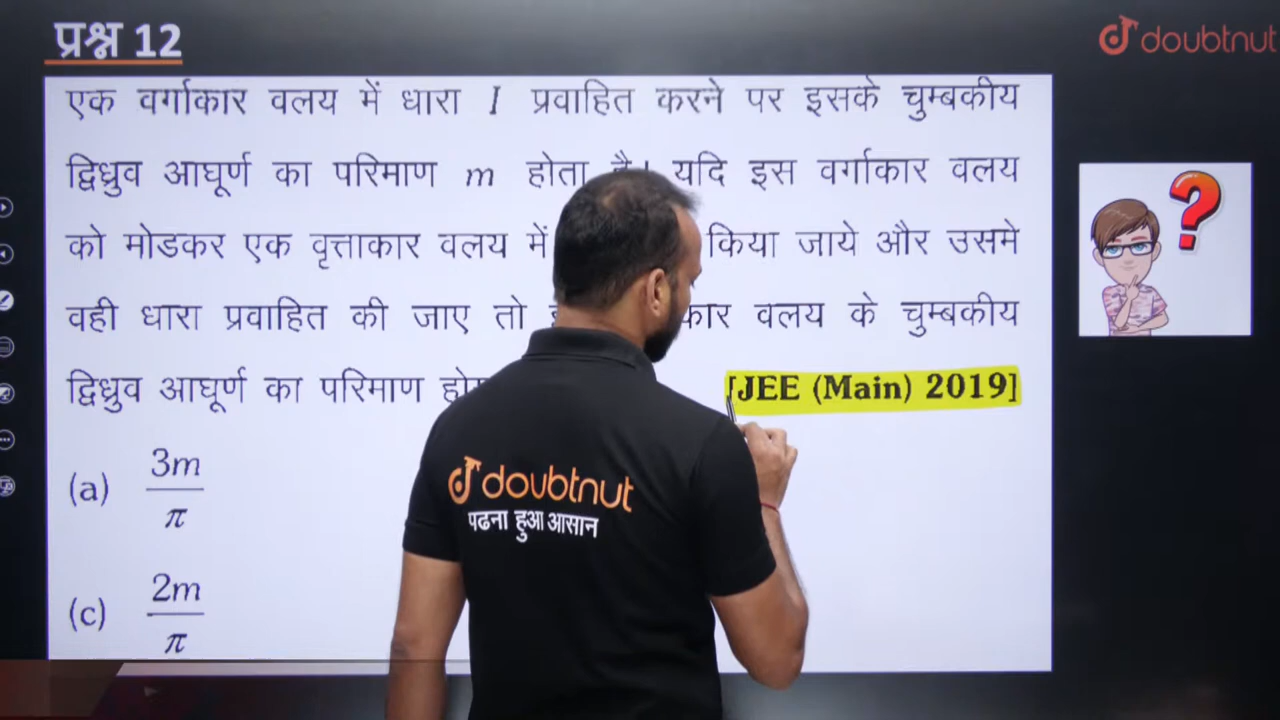 प्रश्न 12
doubtnut
एक वर्गाकार वलय में धारा I प्रवाहित करने पर इसके चुम्बकीय
द्विध्रुव आघूर्ण का परिमाण m होता है। यदि इस वर्गाकार वलय
को मोडकर एक वृत्ताकार वलय में किया जाये और उसमे
वही धारा प्रवाहित की जाए तो वलय के चुम्बकीय
द्विध्रुव आघूर्ण का परिमाण [JEE (Main) 2019]
(a) 3m/π
(c) 2m/π
doubtnut
पढना हुआ आसान